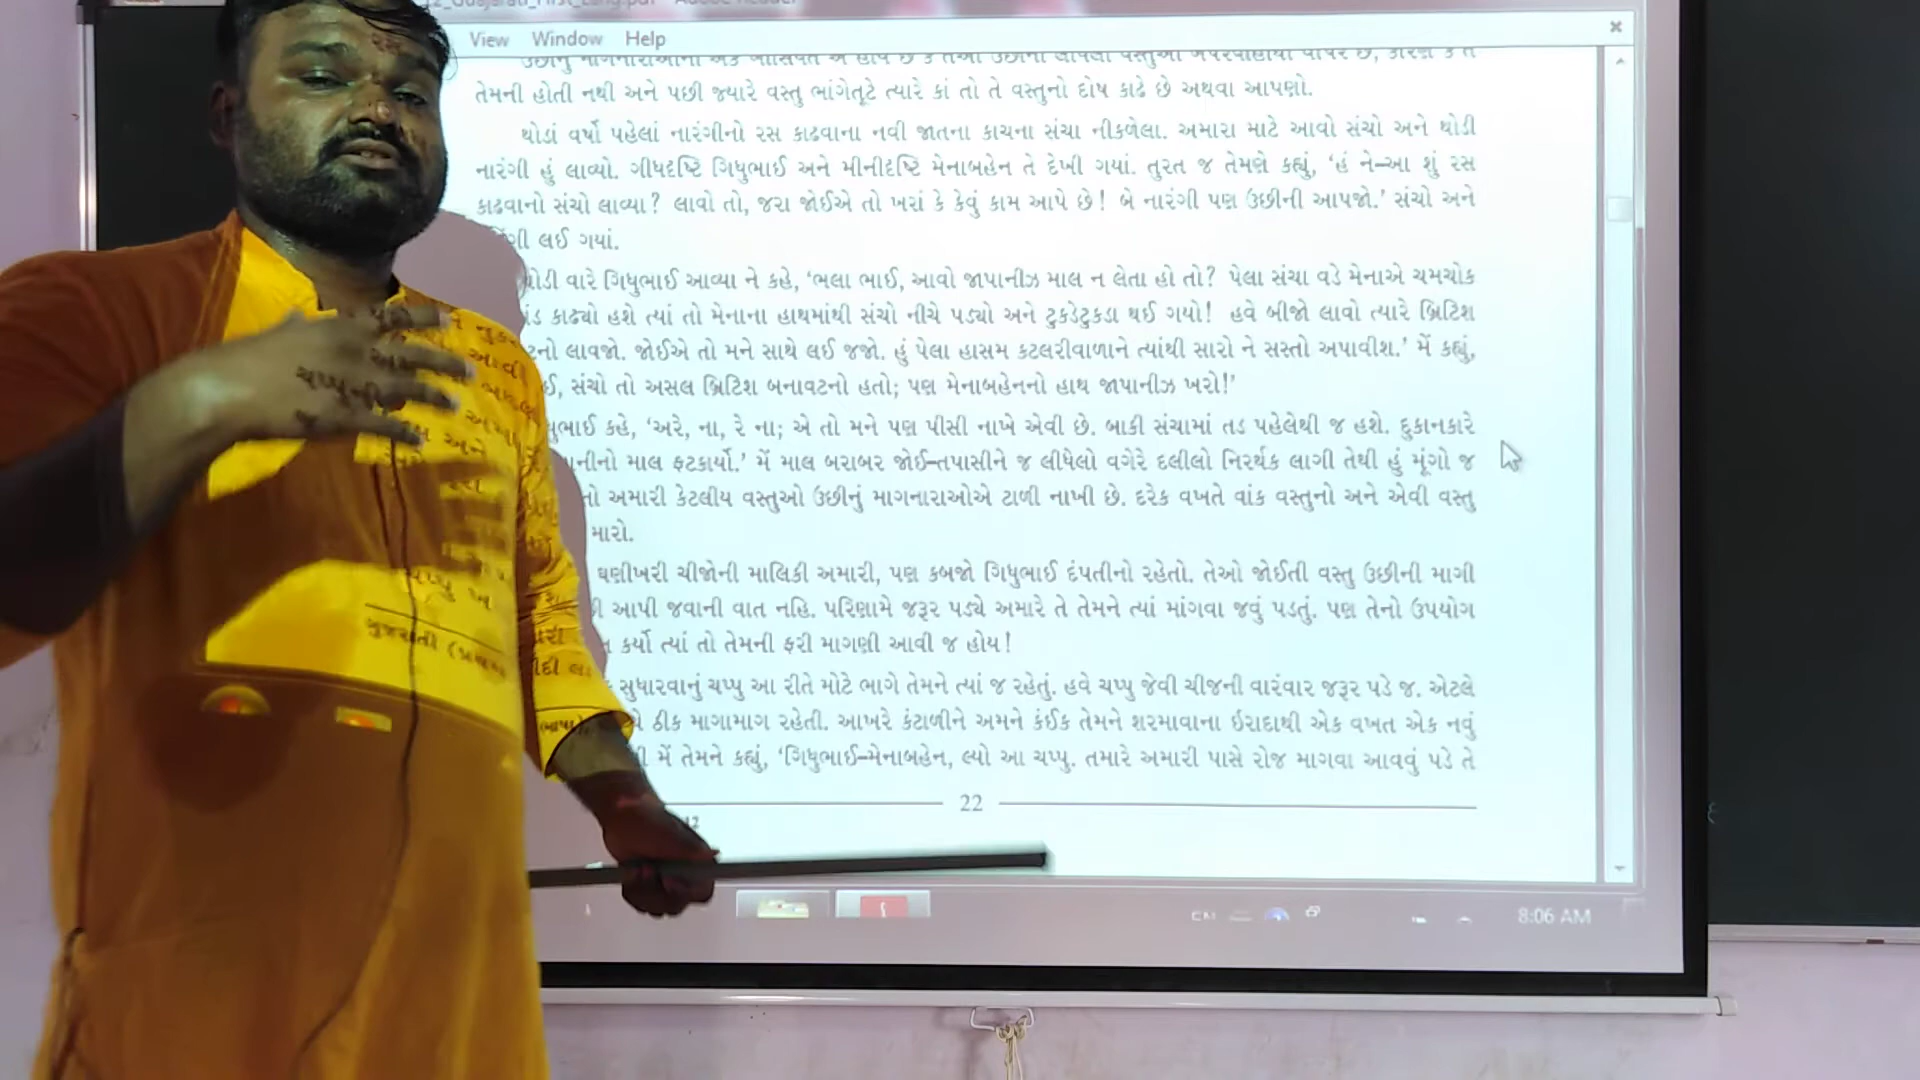 View Window Help
તેમની હોતી નથી અને પછી જ્યારે વસ્તુ ભાંગેતૂટે ત્યારે કાં તો તે વસ્તુનો દોષ કાઢે છે અથવા આપણો.
થોડાં વર્ષો પહેલાં નારંગીનો રસ કાઢવાના નવી જાતના કાચના સંચા નીકળેલા. અમારા માટે આવો સંચો અને થોડી
નારંગી હું લાવ્યો. ગીધદૃષ્ટિ ગિધુભાઈ અને મીનીદૃષ્ટિ મેનાબહેન તે દેખી ગયાં. તુરત જ તેમણે કહ્યું, ‘હં ને–આ શું રસ
કાઢવાનો સંચો લાવ્યા? લાવો તો, જરા જોઈએ તો ખરાં કે કેવું કામ આપે છે! બે નારંગી પણ ઉછીની આપજો.’ સંચો અને
લઈ ગયાં.
વારે ગિધુભાઈ આવ્યા ને કહે, ‘ભલા ભાઈ, આવો જાપાનીઝ માલ ન લેતા હો તો? પેલા સંચા વડે મેનાએ ચમચોક
કાઢ્યો હશે ત્યાં તો મેનાના હાથમાંથી સંચો નીચે પડ્યો અને ટુકડેટુકડા થઈ ગયો! હવે બીજો લાવો ત્યારે બ્રિટિશ
લાવજો. જોઈએ તો મને સાથે લઈ જજો. હું પેલા હાસમ કટલરીવાળાને ત્યાંથી સારો ને સસ્તો અપાવીશ.’ મેં કહ્યું,
સંચો તો અસલ બ્રિટિશ બનાવટનો હતો; પણ મેનાબહેનનો હાથ જાપાનીઝ ખરો!’
કહે, ‘અરે, ના, રે ના; એ તો મને પણ પીસી નાખે એવી છે. બાકી સંચામાં તડ પહેલેથી જ હશે. દુકાનકારે
માલ ફટકાર્યો.’ મેં માલ બરાબર જોઈ–તપાસીને જ લીધેલો વગેરે દલીલો નિરર્થક લાગી તેથી હું મૂંગો જ
અમારી કેટલીય વસ્તુઓ ઉછીનું માગનારાઓએ ટાળી નાખી છે. દરેક વખતે વાંક વસ્તુનો અને એવી વસ્તુ
મારો.
ઘણીખરી ચીજોની માલિકી અમારી, પણ કબજો ગિધુભાઈ દંપતીનો રહેતો. તેઓ જોઈતી વસ્તુ ઉછીની માગી
આપી જવાની વાત નહિ. પરિણામે જરૂર પડ્યે અમારે તે તેમને ત્યાં માંગવા જવું પડતું. પણ તેનો ઉપયોગ
કર્યો ત્યાં તો તેમની ફરી માગણી આવી જ હોય!
સુધારવાનું ચપ્પુ આ રીતે મોટે ભાગે તેમને ત્યાં જ રહેતું. હવે ચપ્પુ જેવી ચીજની વારંવાર જરૂર પડે જ. એટલે
ઠીક માગામાગ રહેતી. આખરે કંટાળીને અમને કંઈક તેમને શરમાવાના ઈરાદાથી એક વખત એક નવું
મેં તેમને કહ્યું, ‘ગિધુભાઈ–મેનાબહેન, લ્યો આ ચપ્પુ. તમારે અમારી પાસે રોજ માગવા આવવું પડે તે
22
8:06 AM